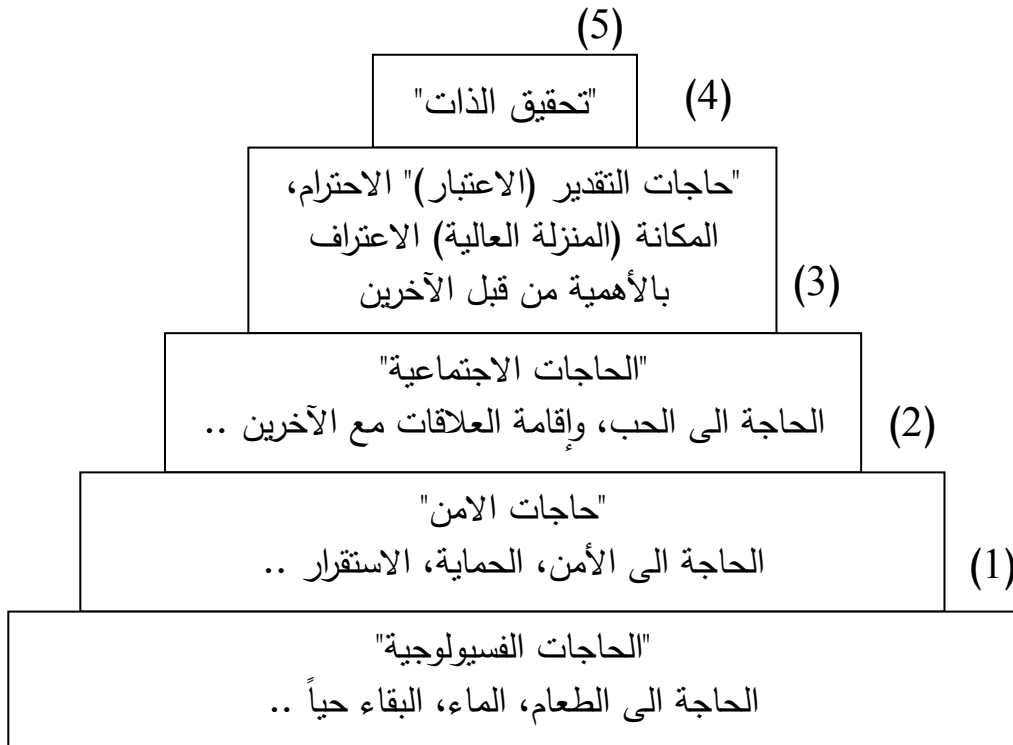 (5)
"تحقيق الذات"
(4)
"حاجات التقدير (الاعتبار)" الاحترام،
المكانة (المنزلة العالية) الاعتراف
بالأهمية من قبل الآخرين
(3)
"الحاجات الاجتماعية"
الحاجة الى الحب، وإقامة العلاقات مع الآخرين ..
(2)
"حاجات الامن"
الحاجة الى الأمن، الحماية، الاستقرار ..
(1)
"الحاجات الفسيولوجية"
الحاجة الى الطعام، الماء، البقاء حياً ..